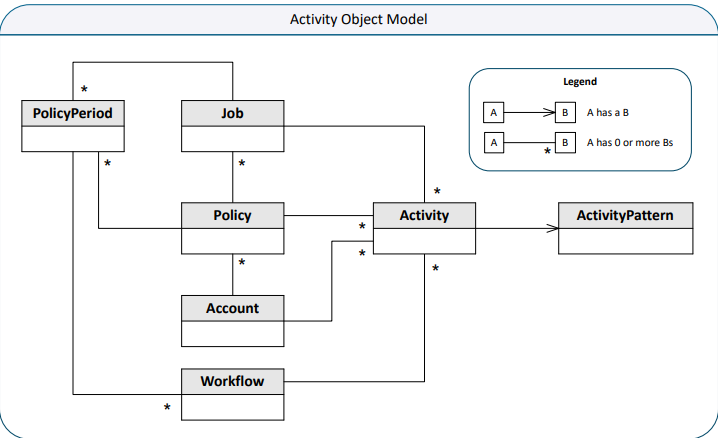 Activity Object Model
Legend
A
B
A has a B
A
*
B
A has 0 or more Bs
*
PolicyPeriod
Job
*
*
*
Policy
*
Activity
ActivityPattern
*
*
*
Account
Workflow
*